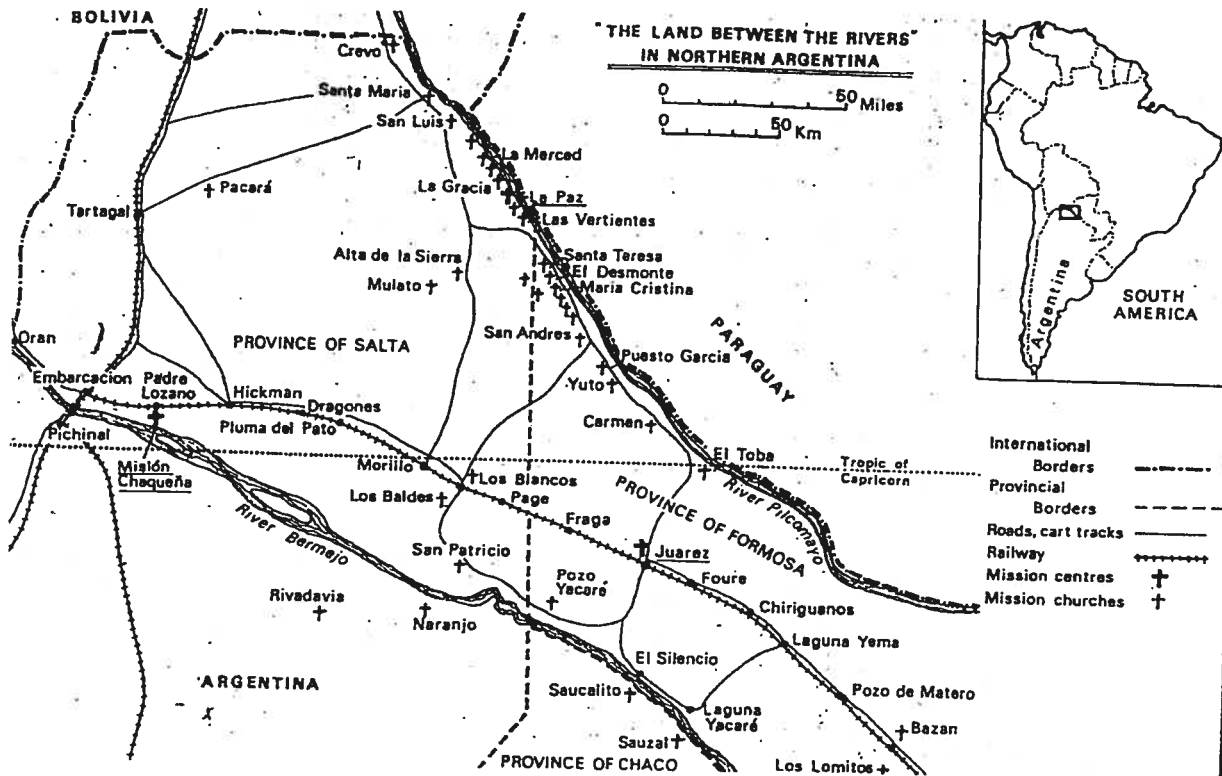 BOLIVIA
"THE LAND BETWEEN THE RIVERS"
IN NORTHERN ARGENTINA
0 50 Miles
0 50 Km
Crevo
Santa Maria
San Luis
La Merced
Pacará
La Gracia
La Paz
Tartagal
Las Vertientes
Alta de la Sierra
Mulato
Santa Teresa
El Desmonte
Maria Cristina
Argentina
SOUTH
AMERICA
Oran
PROVINCE OF SALTA
San Andres
PARAGUAY
Puesto Garcia
Embarcacion
Padre
Lozano
Hickman
Yuto
Dragones
Pluma del Pato
Carmen
Pichinal
Misión
Chaqueña
Morillo
El Toba
Tropic of
Capricorn
Los Blancos
Los Baldes
Page
River Bermejo
Fraga
PROVINCE OF FORMOSA
River Pilcomayo
San Patricio
Juarez
Pozo
Yacaré
Foure
Rivadavia
Naranjo
Chiriguanos
Laguna Yema
El Silencio
ARGENTINA
Saucalito
Laguna
Yacaré
Pozo de Matero
Bazan
Sauzal
PROVINCE OF CHACO
Los Lomitos
International
Borders
Provincial
Borders
Roads, cart tracks
Railway
Mission centres
Mission churches